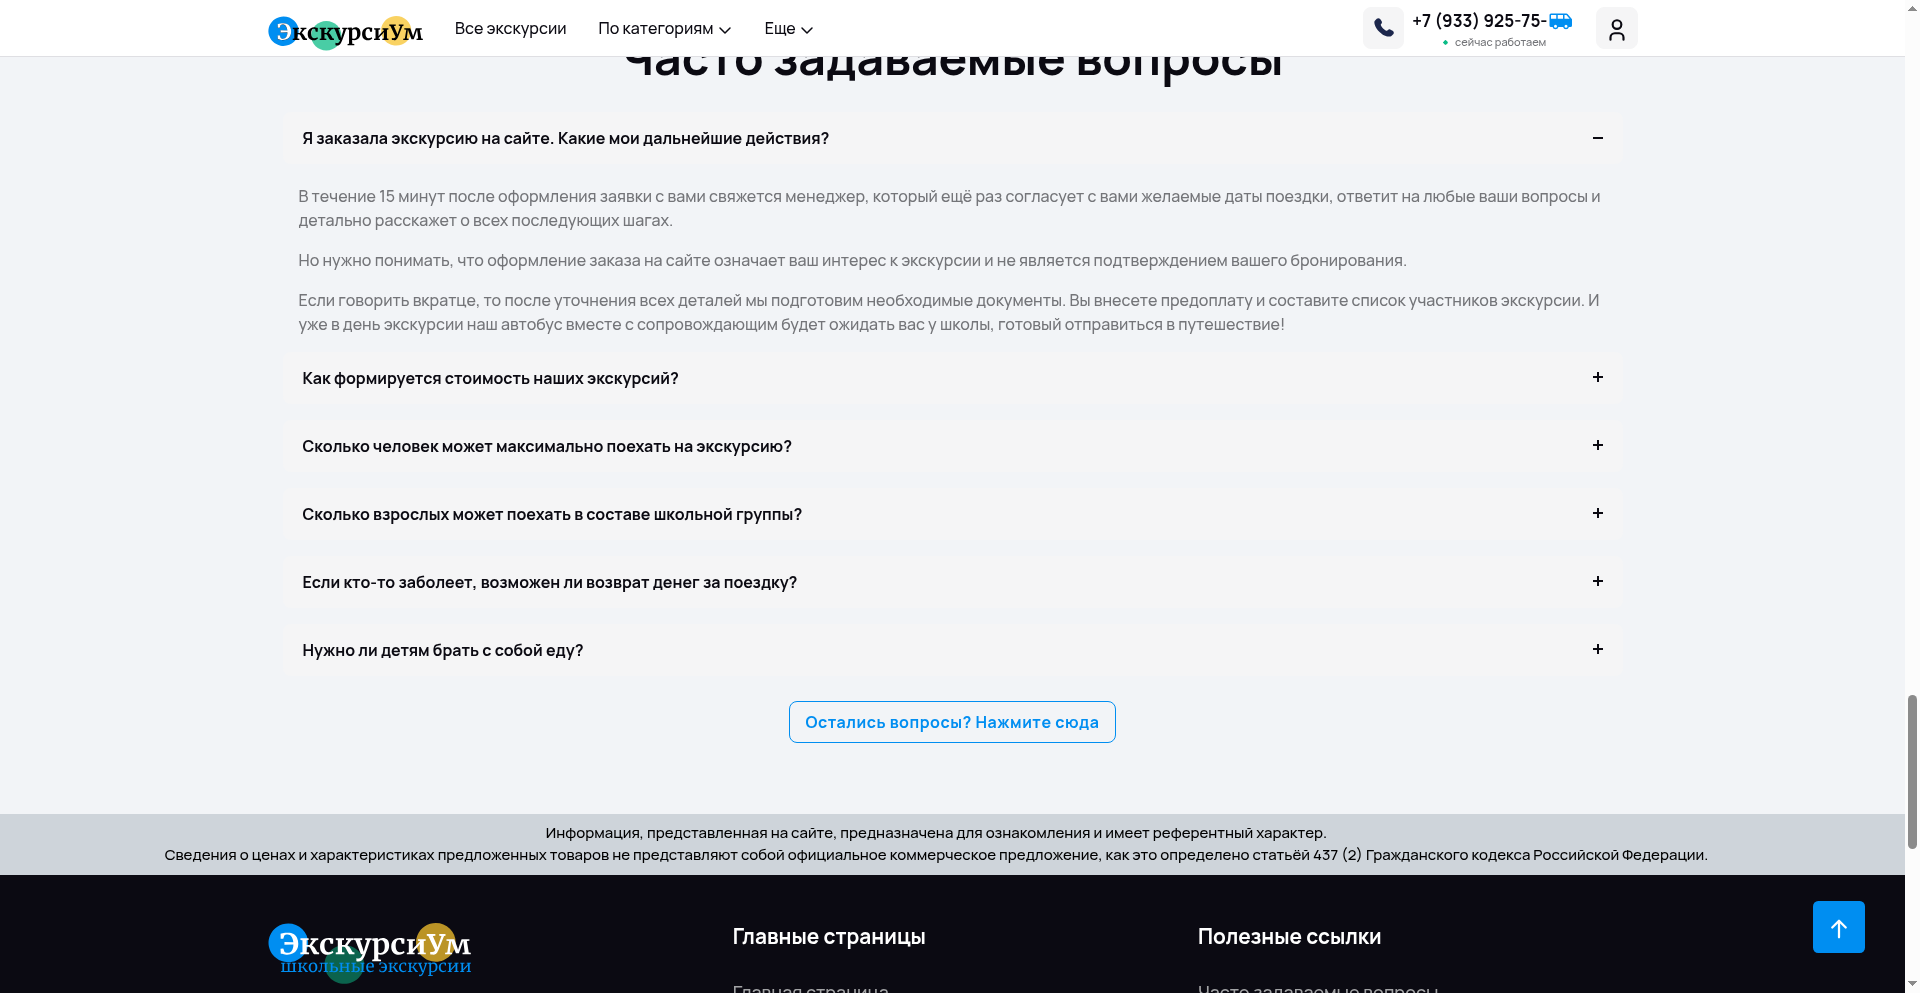 ЭкскурсиУм
Все экскурсии
По категориям
Еще
+7 (933) 925-75-
сейчас работаем
Часто задаваемые вопросы
Я заказала экскурсию на сайте. Какие мои дальнейшие действия?
В течение 15 минут после оформления заявки с вами свяжется менеджер, который ещё раз согласует с вами желаемые даты поездки, ответит на любые ваши вопросы и
детально расскажет о всех последующих шагах.
Но нужно понимать, что оформление заказа на сайте означает ваш интерес к экскурсии и не является подтверждением вашего бронирования.
Если говорить вкратце, то после уточнения всех деталей мы подготовим необходимые документы. Вы внесете предоплату и составите список участников экскурсии. И
уже в день экскурсии наш автобус вместе с сопровождающим будет ожидать вас у школы, готовый отправиться в путешествие!
Как формируется стоимость наших экскурсий?
Сколько человек может максимально поехать на экскурсию?
Сколько взрослых может поехать в составе школьной группы?
Если кто-то заболеет, возможен ли возврат денег за поездку?
Нужно ли детям брать с собой еду?
Остались вопросы? Нажмите сюда
Информация, представленная на сайте, предназначена для ознакомления и имеет референтный характер.
Сведения о ценах и характеристиках предложенных товаров не представляют собой официальное коммерческое предложение, как это определено статьёй 437 (2) Гражданского кодекса Российской Федерации.
ЭкскурсиУм
школьные экскурсии
Главные страницы
Полезные ссылки
Главная страница
Часто задаваемые вопросы